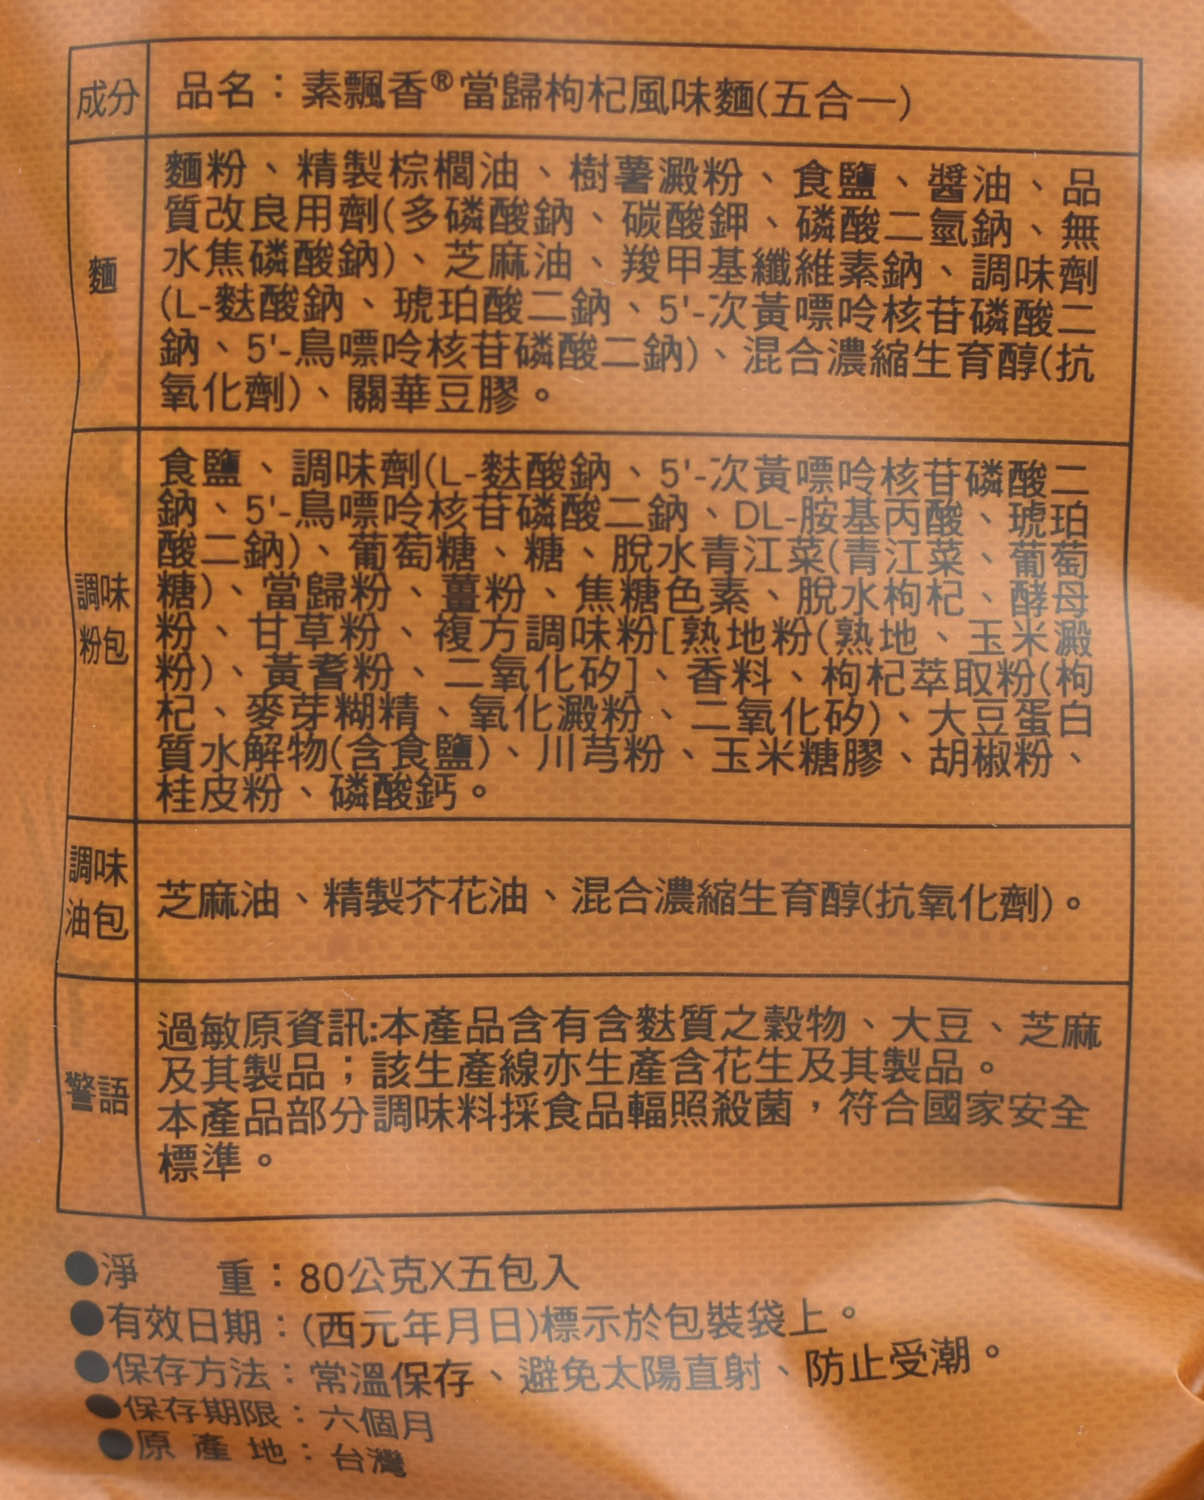 成分
品名：素飄香®當歸枸杞風味麵(五合一)
麵
麵粉、精製棕櫚油、樹薯澱粉、食鹽、醬油、品
質改良用劑(多磷酸鈉、碳酸鉀、磷酸二氫鈉、無
水焦磷酸鈉)、芝麻油、羧甲基纖維素鈉、調味劑
(L-麩酸鈉、琥珀酸二鈉、5'-次黃嘌呤核苷磷酸二
鈉、5'-鳥嘌呤核苷磷酸二鈉)、混合濃縮生育醇(抗
氧化劑)、關華豆膠。
調味
粉包
食鹽、調味劑(L-麩酸鈉、5'-次黃嘌呤核苷磷酸二
鈉、5'-鳥嘌呤核苷磷酸二鈉、DL-胺基丙酸、琥珀
酸二鈉)、葡萄糖、糖、脫水青江菜(青江菜、葡萄
糖)、當歸粉、薑粉、焦糖色素、脫水枸杞、酵母
粉、甘草粉、複方調味粉[熟地粉(熟地、玉米澱
粉)、黃耆粉、二氧化矽]、香料、枸杞萃取粉(枸
杞、麥芽糊精、氧化澱粉、二氧化矽)、大豆蛋白
質水解物(含食鹽)、川芎粉、玉米糖膠、胡椒粉、
桂皮粉、磷酸鈣。
調味
油包
芝麻油、精製芥花油、混合濃縮生育醇(抗氧化劑)。
警語
過敏原資訊:本產品含有含麩質之穀物、大豆、芝麻
及其製品；該生產線亦生產含花生及其製品。
本產品部分調味料採食品輻照殺菌，符合國家安全
標準。
●淨　重：80公克X五包入
●有效日期：(西元年月日)標示於包裝袋上。
●保存方法：常溫保存、避免太陽直射、防止受潮。
●保存期限：六個月
●原產地：台灣